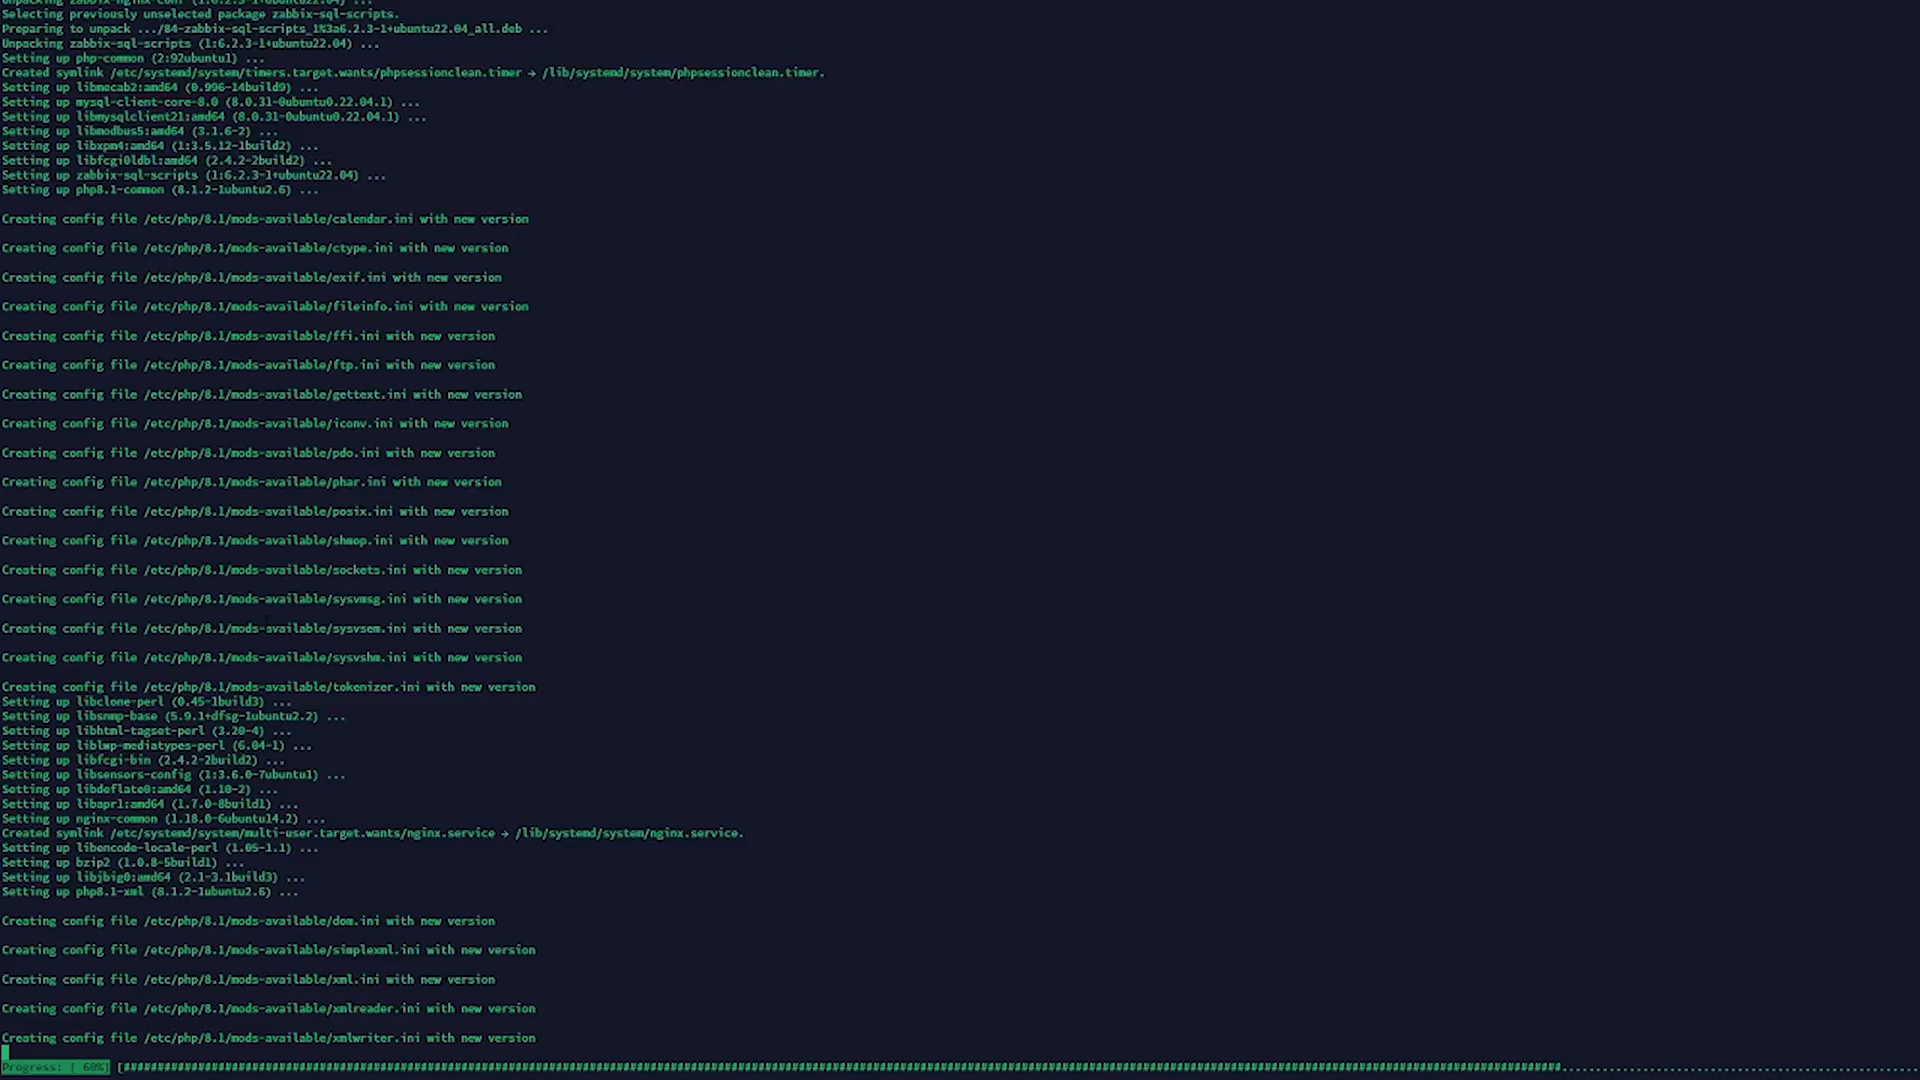 Unpacking zabbix-nginx-conf (1:6.2.3-1+ubuntu22.04) ...
Selecting previously unselected package zabbix-sql-scripts.
Preparing to unpack .../84-zabbix-sql-scripts_1%3a6.2.3-1+ubuntu22.04_all.deb ...
Unpacking zabbix-sql-scripts (1:6.2.3-1+ubuntu22.04) ...
Setting up php-common (2:92ubuntu1) ...
Created symlink /etc/systemd/system/timers.target.wants/phpsessionclean.timer → /lib/systemd/system/phpsessionclean.timer.
Setting up libmecab2:amd64 (0.996-14build9) ...
Setting up mysql-client-core-8.0 (8.0.31-0ubuntu0.22.04.1) ...
Setting up libmysqlclient21:amd64 (8.0.31-0ubuntu0.22.04.1) ...
Setting up libmodbus5:amd64 (3.1.6-2) ...
Setting up libxpm4:amd64 (1:3.5.12-1build2) ...
Setting up libfcgi0ldbl:amd64 (2.4.2-2build2) ...
Setting up zabbix-sql-scripts (1:6.2.3-1+ubuntu22.04) ...
Setting up php8.1-common (8.1.2-1ubuntu2.6) ...
Creating config file /etc/php/8.1/mods-available/calendar.ini with new version
Creating config file /etc/php/8.1/mods-available/ctype.ini with new version
Creating config file /etc/php/8.1/mods-available/exif.ini with new version
Creating config file /etc/php/8.1/mods-available/fileinfo.ini with new version
Creating config file /etc/php/8.1/mods-available/ffi.ini with new version
Creating config file /etc/php/8.1/mods-available/ftp.ini with new version
Creating config file /etc/php/8.1/mods-available/gettext.ini with new version
Creating config file /etc/php/8.1/mods-available/iconv.ini with new version
Creating config file /etc/php/8.1/mods-available/pdo.ini with new version
Creating config file /etc/php/8.1/mods-available/phar.ini with new version
Creating config file /etc/php/8.1/mods-available/posix.ini with new version
Creating config file /etc/php/8.1/mods-available/shmop.ini with new version
Creating config file /etc/php/8.1/mods-available/sockets.ini with new version
Creating config file /etc/php/8.1/mods-available/sysvmsg.ini with new version
Creating config file /etc/php/8.1/mods-available/sysvsem.ini with new version
Creating config file /etc/php/8.1/mods-available/sysvshm.ini with new version
Creating config file /etc/php/8.1/mods-available/tokenizer.ini with new version
Setting up libclone-perl (0.45-1build3) ...
Setting up libsnmp-base (5.9.1+dfsg-1ubuntu2.2) ...
Setting up libhtml-tagset-perl (3.20-4) ...
Setting up liblwp-mediatypes-perl (6.04-1) ...
Setting up libfcgi-bin (2.4.2-2build2) ...
Setting up libsensors-config (1:3.6.0-7ubuntu1) ...
Setting up libdeflate0:amd64 (1.10-2) ...
Setting up libapr1:amd64 (1.7.0-8build1) ...
Setting up nginx-common (1.18.0-6ubuntu14.2) ...
Created symlink /etc/systemd/system/multi-user.target.wants/nginx.service → /lib/systemd/system/nginx.service.
Setting up libencode-locale-perl (1.05-1.1) ...
Setting up bzip2 (1.0.8-5build1) ...
Setting up libjbig0:amd64 (2.1-3.1build3) ...
Setting up php8.1-xml (8.1.2-1ubuntu2.6) ...
Creating config file /etc/php/8.1/mods-available/dom.ini with new version
Creating config file /etc/php/8.1/mods-available/simplexml.ini with new version
Creating config file /etc/php/8.1/mods-available/xml.ini with new version
Creating config file /etc/php/8.1/mods-available/xmlreader.ini with new version
Creating config file /etc/php/8.1/mods-available/xmlwriter.ini with new version
Progress: [ 60%]